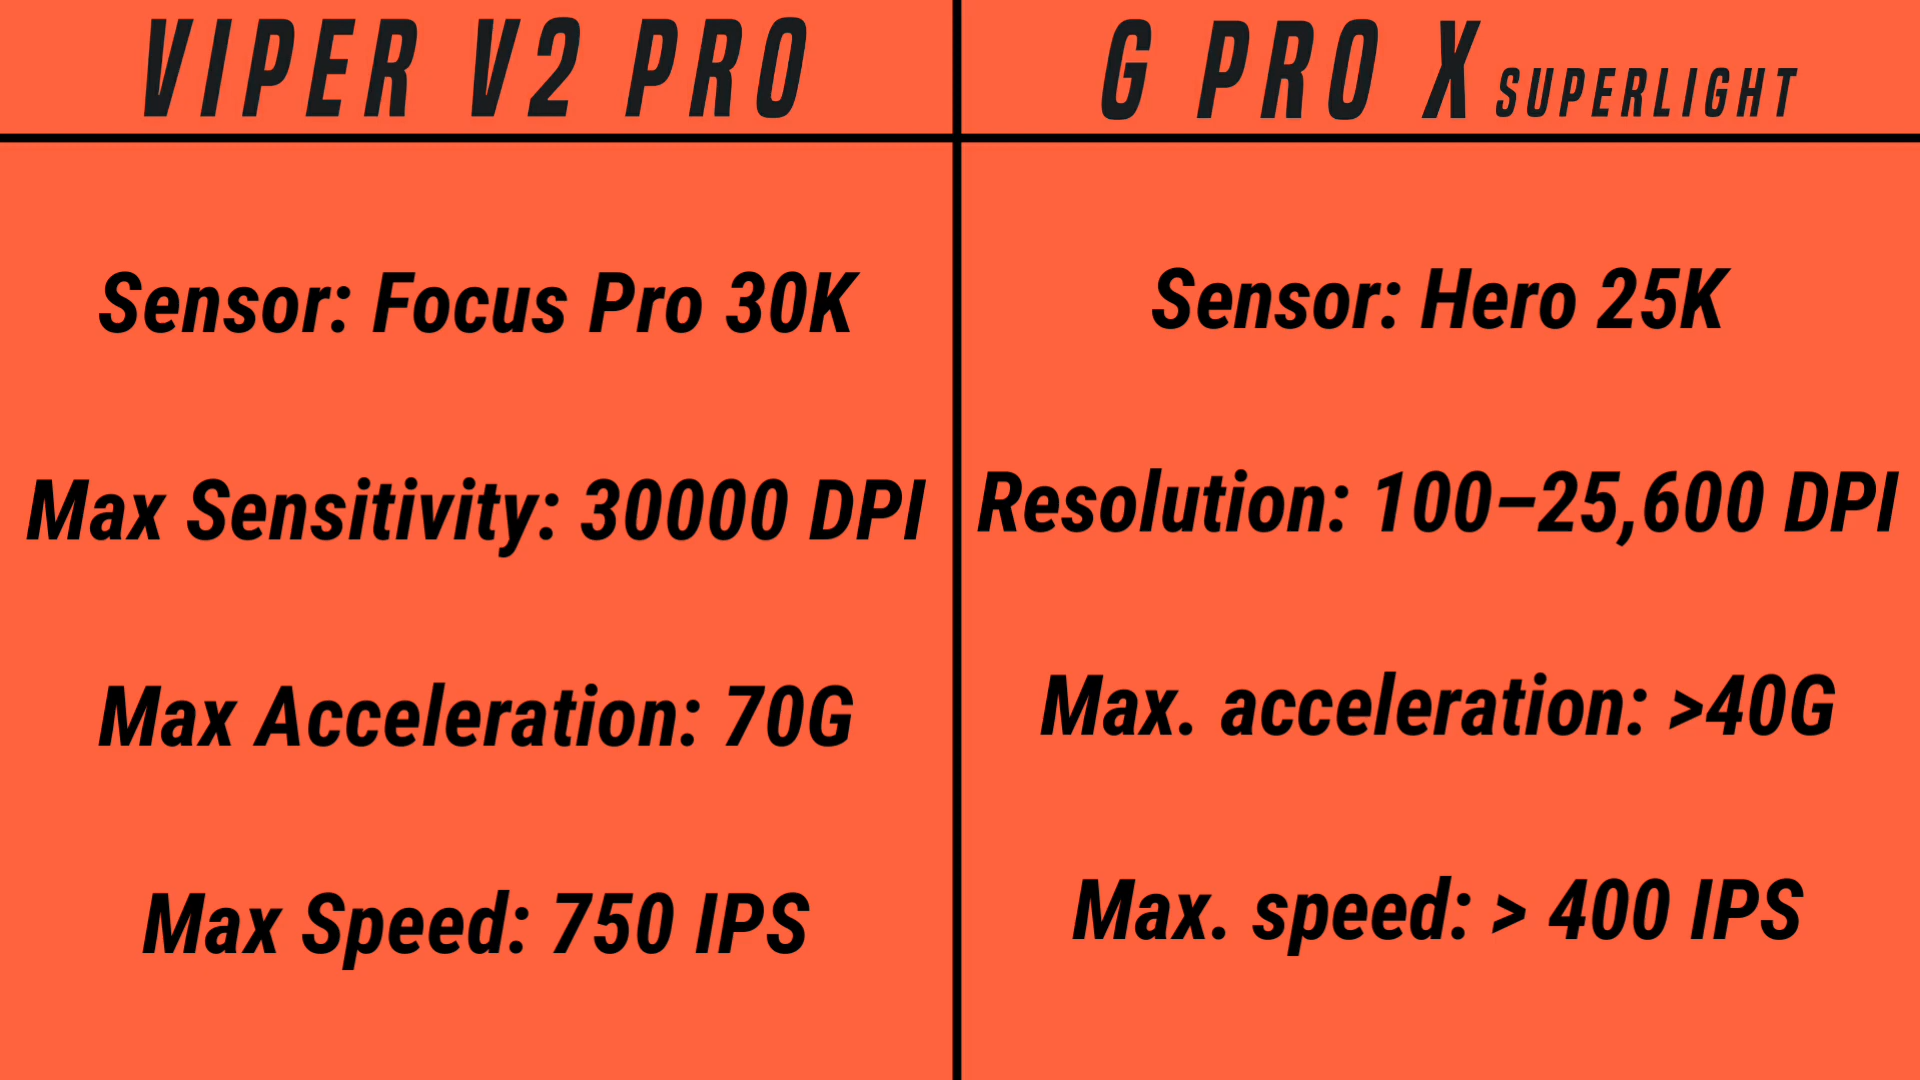 VIPER V2 PRO
Sensor: Focus Pro 30K
Max Sensitivity: 30000 DPI
Max Acceleration: 70G
Max Speed: 750 IPS
G PRO X SUPERLIGHT
Sensor: Hero 25K
Resolution: 100–25,600 DPI
Max. acceleration: >40G
Max. speed: > 400 IPS